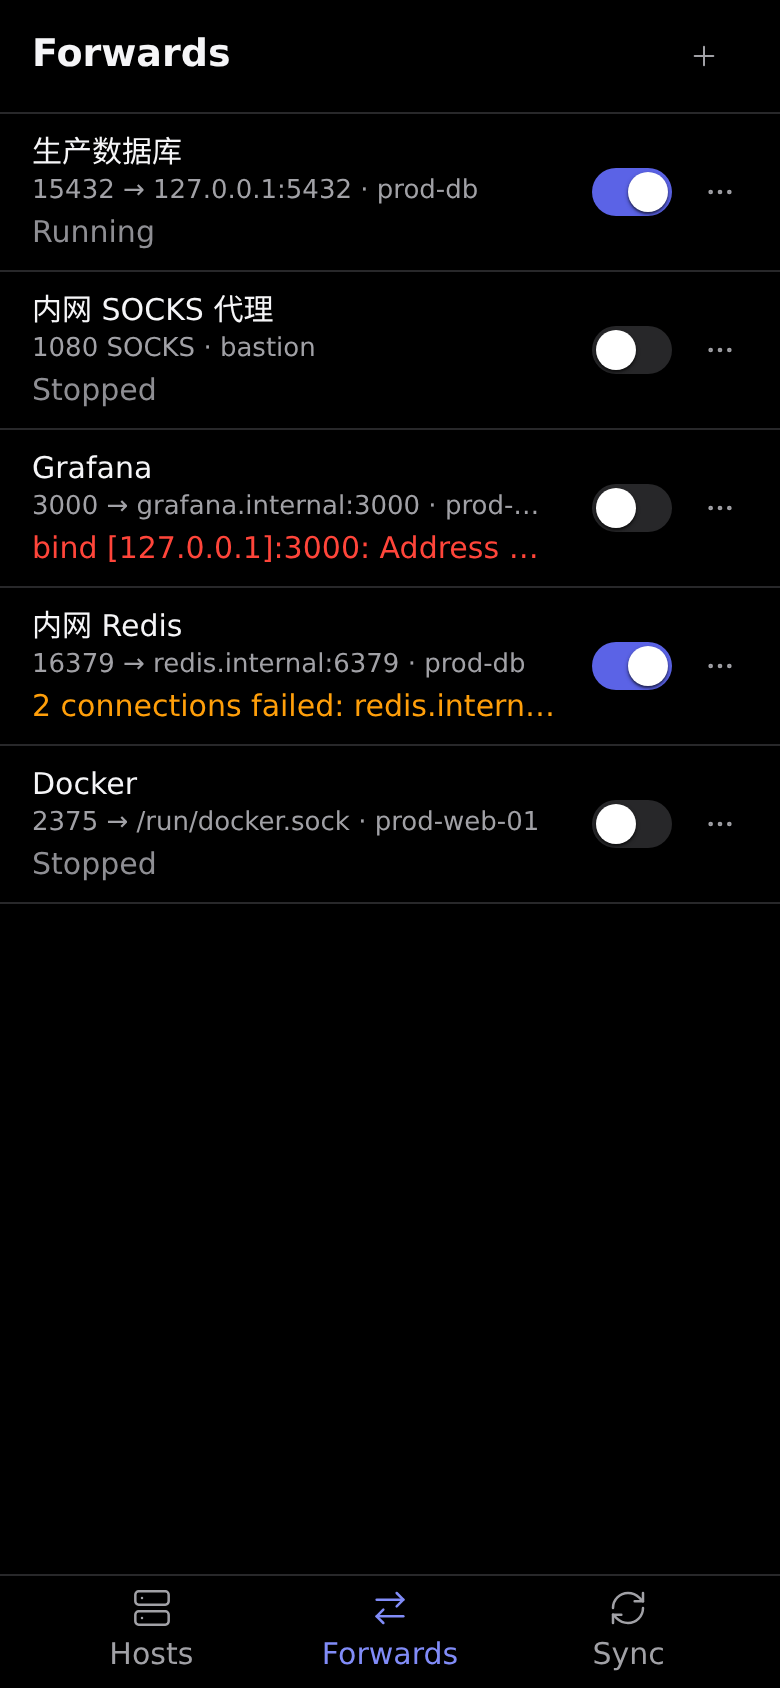 Forwards
生产数据库
15432 → 127.0.0.1:5432 · prod-db
Running
内网 SOCKS 代理
1080 SOCKS · bastion
Stopped
Grafana
3000 → grafana.internal:3000 · prod-…
bind [127.0.0.1]:3000: Address …
内网 Redis
16379 → redis.internal:6379 · prod-db
2 connections failed: redis.intern…
Docker
2375 → /run/docker.sock · prod-web-01
Stopped
Hosts
Forwards
Sync